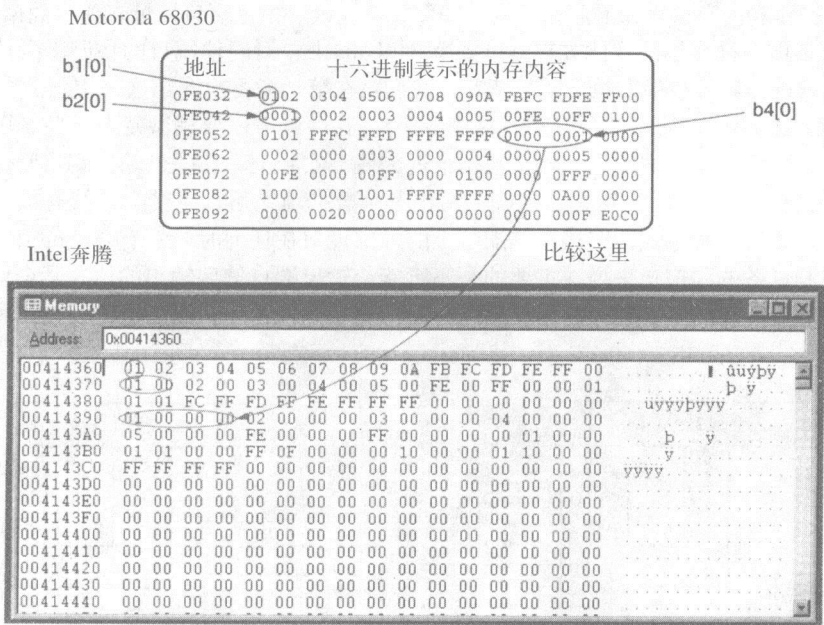 Motorola 68030
b1[0]
b2[0]
b4[0]
地址 十六进制表示的内存内容
0FE032 0102 0304 0506 0708 090A FBFC FDFE FF00
0FE042 0001 0002 0003 0004 0005 00FE 00FF 0100
0FE052 0101 FFFC FFFD FFFE FFFF 0000 0001 0000
0FE062 0002 0000 0003 0000 0004 0000 0005 0000
0FE072 00FE 0000 00FF 0000 0100 0000 0FFF 0000
0FE082 1000 0000 1001 FFFF FFFF 0000 0A00 0000
0FE092 0000 0020 0000 0000 0000 0000 000F E0C0
Intel奔腾
比较这里
Memory
Address: 0x00414360
00414360 01 02 03 04 05 06 07 08 09 0A FB FC FD FE FF 00 ûüýþÿ
00414370 01 00 02 00 03 00 04 00 05 00 FE 00 FF 00 00 01 þ.ÿ
00414380 01 01 FC FF FD FF FE FF FF FF 00 00 00 00 00 00 üÿýÿþÿÿÿ
00414390 01 00 00 00 02 00 00 00 03 00 00 00 04 00 00 00
004143A0 05 00 00 00 FE 00 00 00 FF 00 00 00 00 01 00 00 þ ÿ
004143B0 01 01 00 00 FF 0F 00 00 00 10 00 00 01 10 00 00 ÿ
004143C0 FF FF FF FF 00 00 00 00 00 00 00 00 00 00 00 00 ÿÿÿÿ
004143D0 00 00 00 00 00 00 00 00 00 00 00 00 00 00 00 00
004143E0 00 00 00 00 00 00 00 00 00 00 00 00 00 00 00 00
004143F0 00 00 00 00 00 00 00 00 00 00 00 00 00 00 00 00
00414400 00 00 00 00 00 00 00 00 00 00 00 00 00 00 00 00
00414410 00 00 00 00 00 00 00 00 00 00 00 00 00 00 00 00
00414420 00 00 00 00 00 00 00 00 00 00 00 00 00 00 00 00
00414430 00 00 00 00 00 00 00 00 00 00 00 00 00 00 00 00
00414440 00 00 00 00 00 00 00 00 00 00 00 00 00 00 00 00